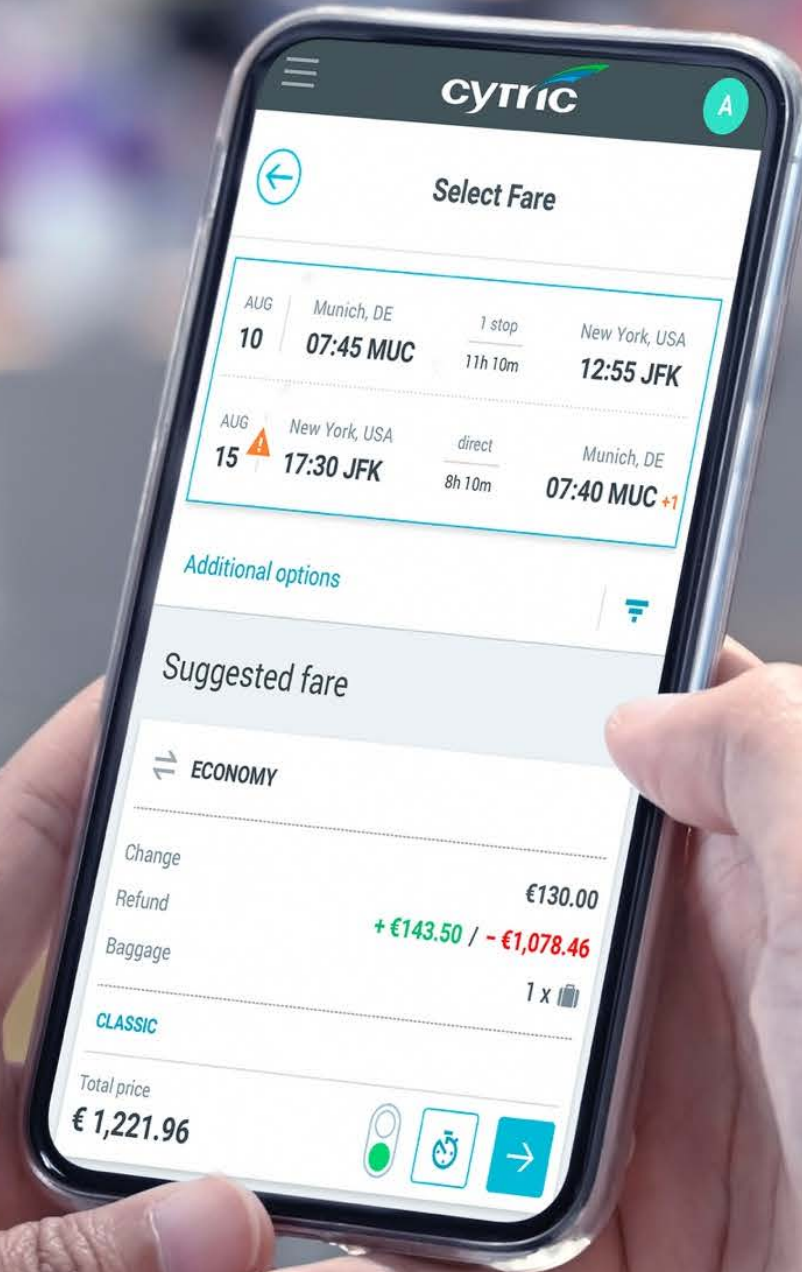 cytric
A
Select Fare
AUG Munich, DE 1 stop New York, USA
10 07:45 MUC 11h 10m 12:55 JFK
AUG New York, USA direct Munich, DE
15 17:30 JFK 8h 10m 07:40 MUC +1
Additional options
Suggested fare
ECONOMY
Change €130.00
Refund + €143.50 / - €1,078.46
Baggage 1 x
CLASSIC
Total price
€ 1,221.96